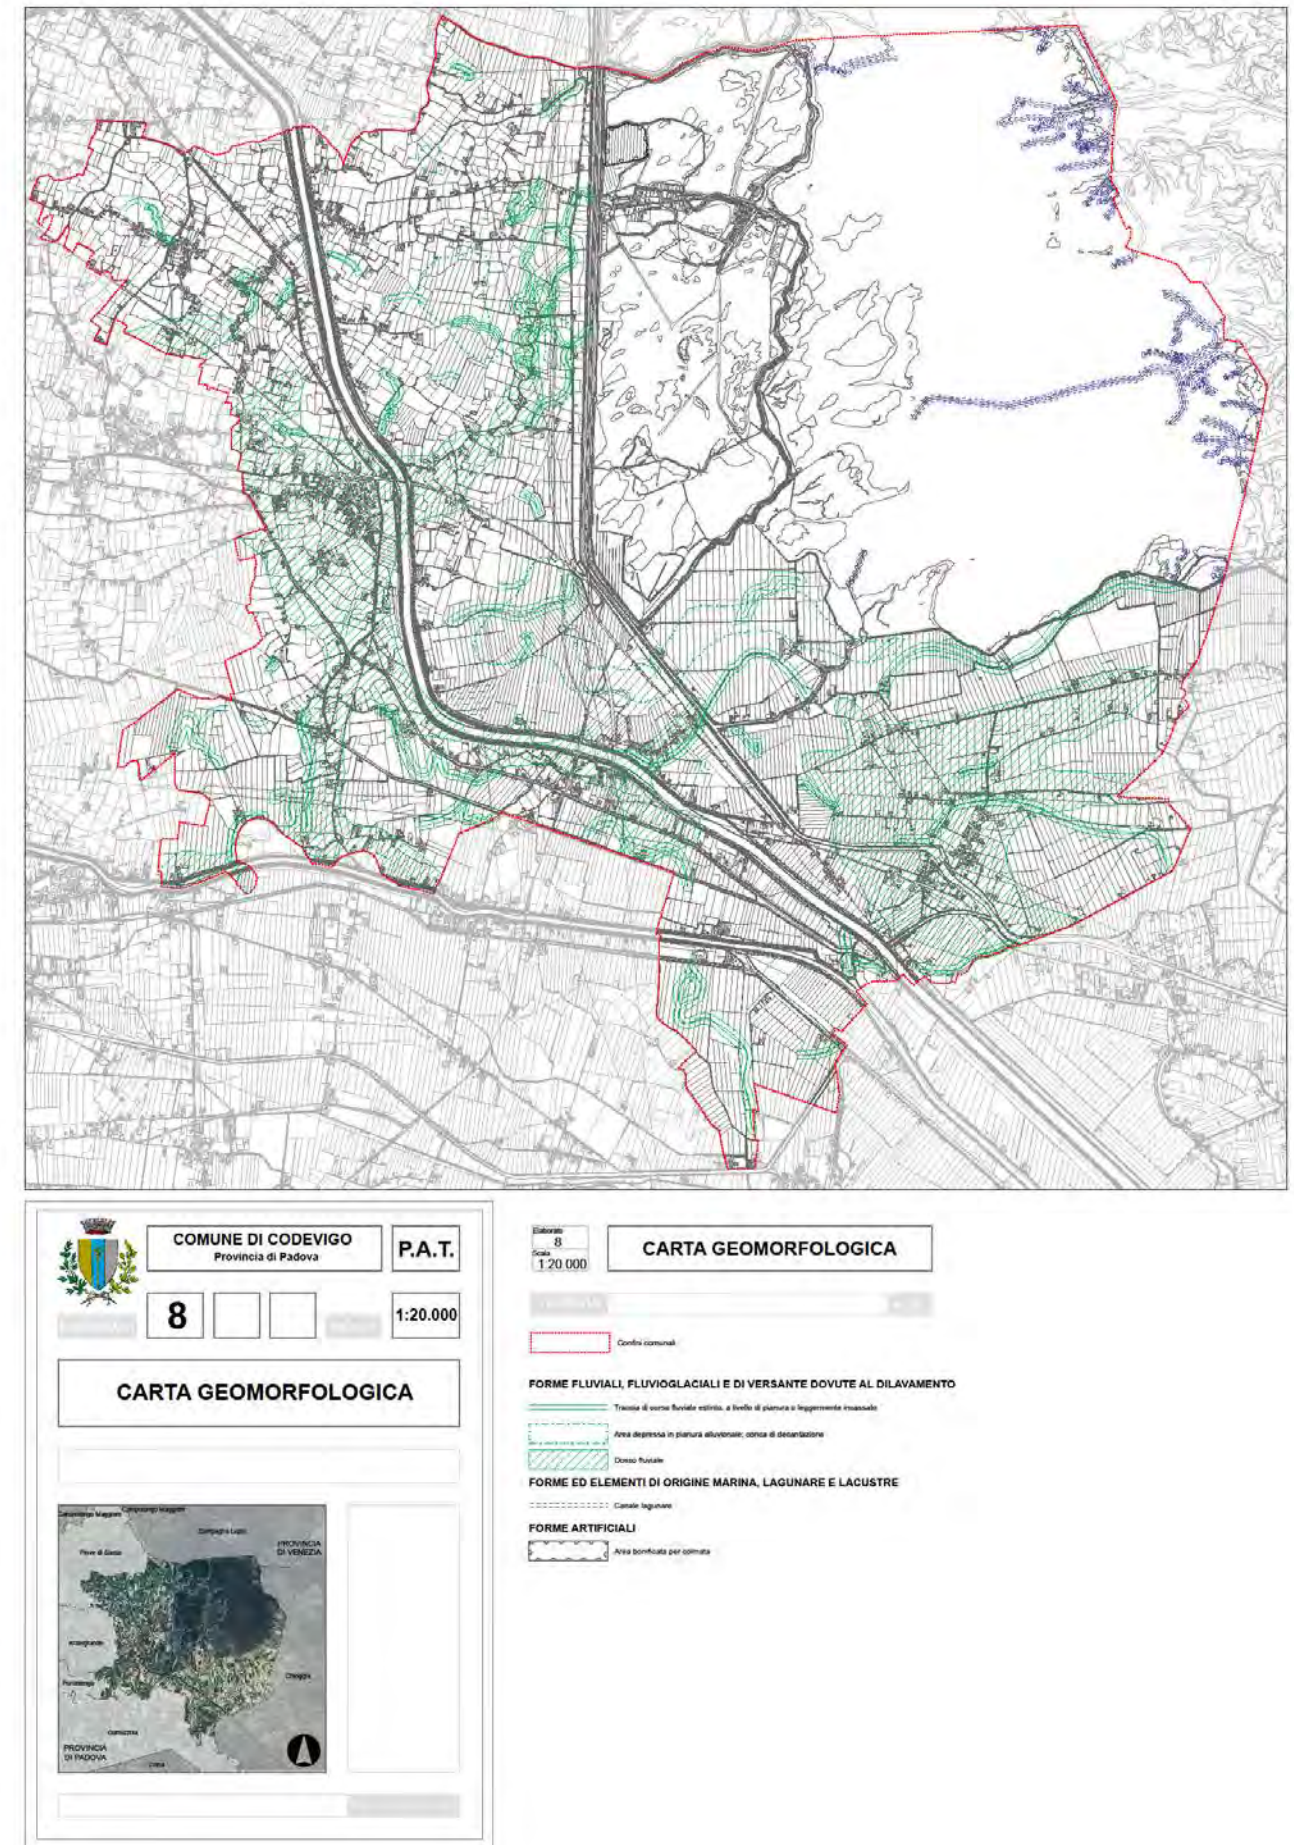 COMUNE DI CODEVIGO
Provincia di Padova
P.A.T.
8
1:20.000
CARTA GEOMORFOLOGICA
Campagna Lupia
PROVINCIA
DI VENEZIA
Chioggia
PROVINCIA
DI PADOVA
Elaborato
8
Scala
1:20 000
CARTA GEOMORFOLOGICA
Confini comunali
FORME FLUVIALI, FLUVIOGLACIALI E DI VERSANTE DOVUTE AL DILAVAMENTO
Traccia di corso fluviale estinto, a livello di pianura o leggermente incassato
Area depressa in pianura alluvionale, conca di decantazione
Dosso fluviale
FORME ED ELEMENTI DI ORIGINE MARINA, LAGUNARE E LACUSTRE
Canale lagunare
FORME ARTIFICIALI
Area bonificata per colmata